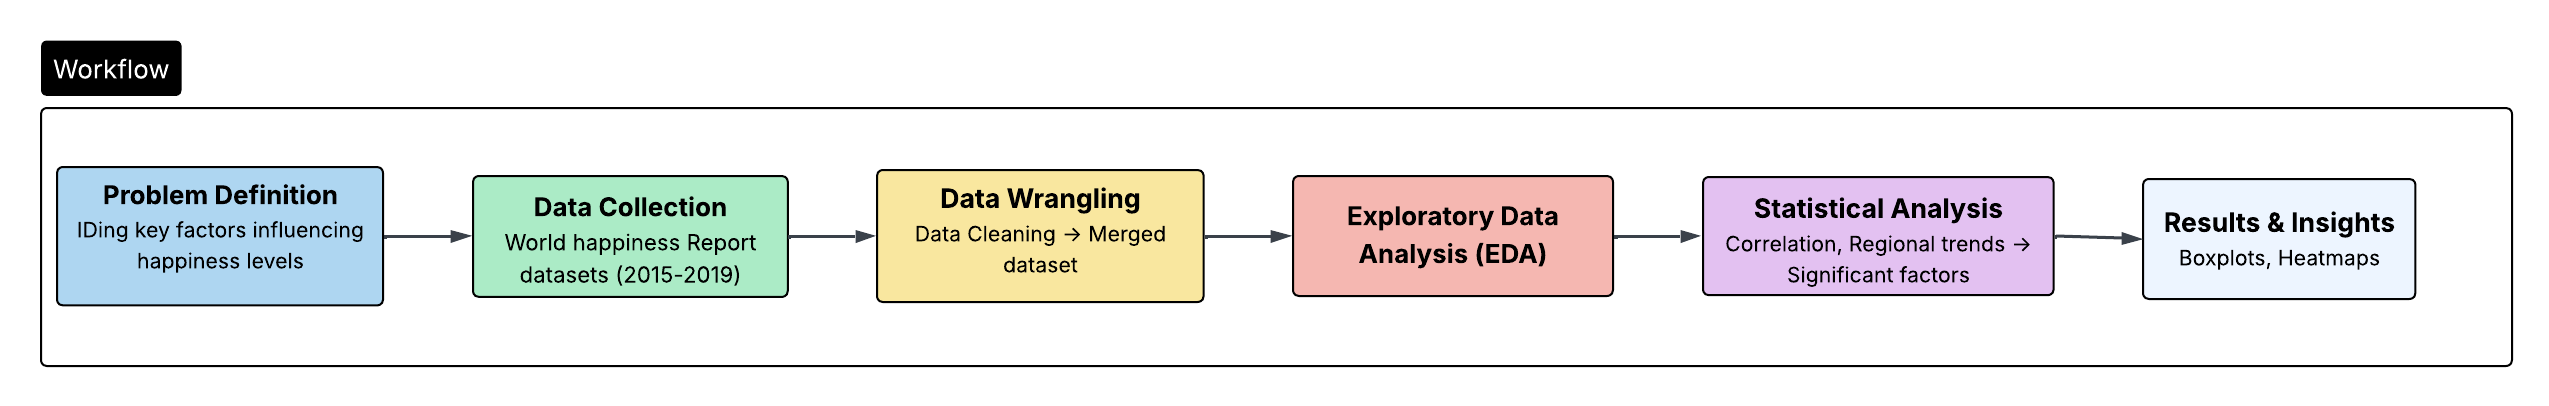 Workflow
Problem Definition
IDing key factors influencing
happiness levels
Data Collection
World happiness Report
datasets (2015-2019)
Data Wrangling
Data Cleaning → Merged
dataset
Exploratory Data
Analysis (EDA)
Statistical Analysis
Correlation, Regional trends →
Significant factors
Results & Insights
Boxplots, Heatmaps